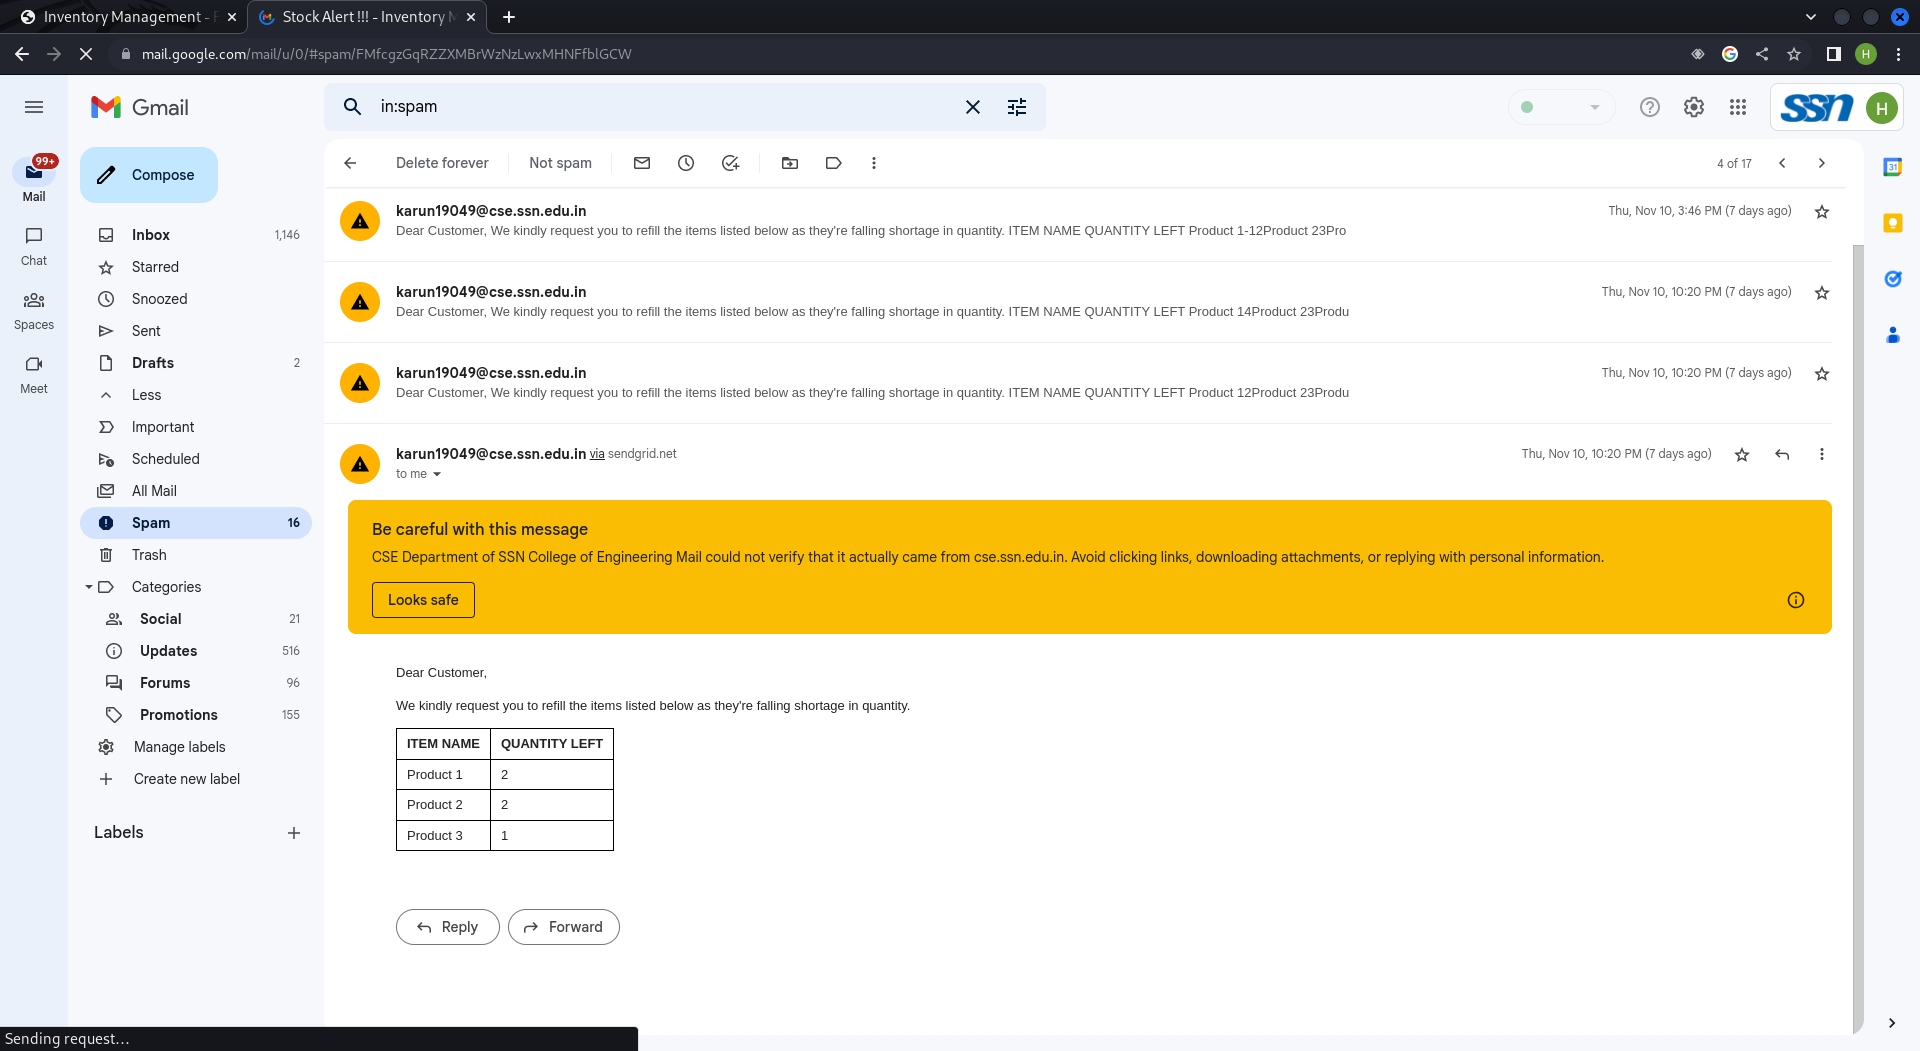 Inventory Management - F
Stock Alert !!! - Inventory M
mail.google.com/mail/u/0/#spam/FMfcgzGqRZZXMBrWzNzLwxMHNFfblGCW
H
Gmail
in:spam
ssn
H
99+
Mail
Chat
Spaces
Meet
Compose
Inbox 1,146
Starred
Snoozed
Sent
Drafts 2
Less
Important
Scheduled
All Mail
Spam 16
Trash
Categories
Social 21
Updates 516
Forums 96
Promotions 155
Manage labels
Create new label
Labels
Delete forever Not spam 4 of 17
31
karun19049@cse.ssn.edu.in Thu, Nov 10, 3:46 PM (7 days ago)
Dear Customer, We kindly request you to refill the items listed below as they're falling shortage in quantity. ITEM NAME QUANTITY LEFT Product 1-12Product 23Pro
karun19049@cse.ssn.edu.in Thu, Nov 10, 10:20 PM (7 days ago)
Dear Customer, We kindly request you to refill the items listed below as they're falling shortage in quantity. ITEM NAME QUANTITY LEFT Product 14Product 23Produ
karun19049@cse.ssn.edu.in Thu, Nov 10, 10:20 PM (7 days ago)
Dear Customer, We kindly request you to refill the items listed below as they're falling shortage in quantity. ITEM NAME QUANTITY LEFT Product 12Product 23Produ
karun19049@cse.ssn.edu.in via sendgrid.net Thu, Nov 10, 10:20 PM (7 days ago)
to me
Be careful with this message
CSE Department of SSN College of Engineering Mail could not verify that it actually came from cse.ssn.edu.in. Avoid clicking links, downloading attachments, or replying with personal information.
Looks safe
Dear Customer,
We kindly request you to refill the items listed below as they're falling shortage in quantity.
ITEM NAME QUANTITY LEFT
Product 1 2
Product 2 2
Product 3 1
Reply Forward
Sending request...